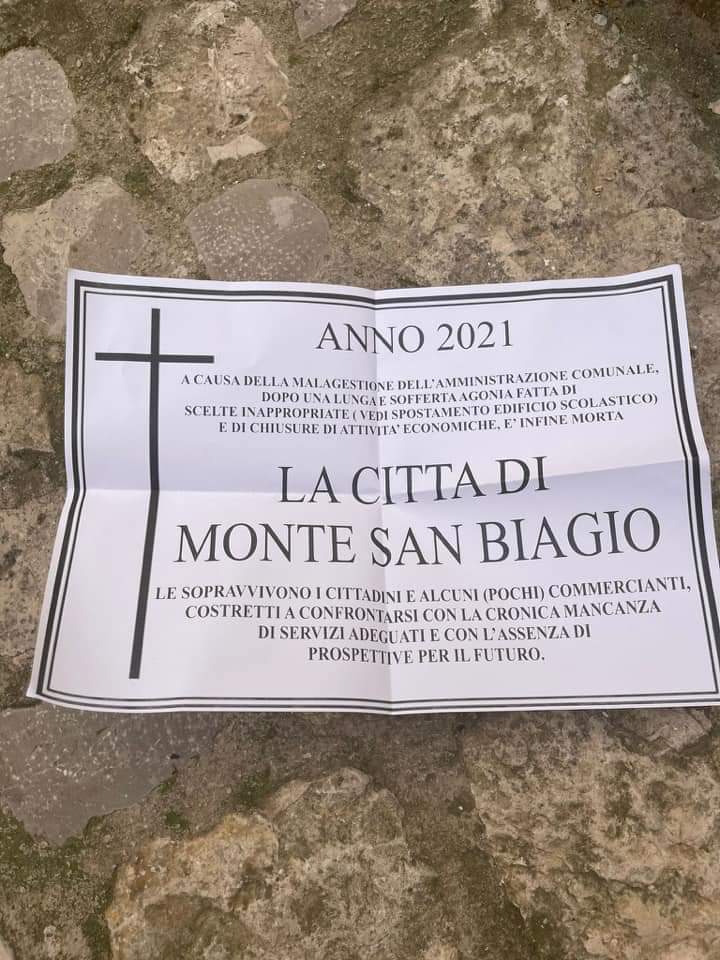 ANNO 2021
A CAUSA DELLA MALAGESTIONE DELL'AMMINISTRAZIONE COMUNALE,
DOPO UNA LUNGA E SOFFERTA AGONIA FATTA DI
SCELTE INAPPROPRIATE ( VEDI SPOSTAMENTO EDIFICIO SCOLASTICO)
E DI CHIUSURE DI ATTIVITA' ECONOMICHE, E' INFINE MORTA
LA CITTA DI
MONTE SAN BIAGIO
LE SOPRAVVIVONO I CITTADINI E ALCUNI (POCHI) COMMERCIANTI,
COSTRETTI A CONFRONTARSI CON LA CRONICA MANCANZA
DI SERVIZI ADEGUATI E CON L'ASSENZA DI
PROSPETTIVE PER IL FUTURO.